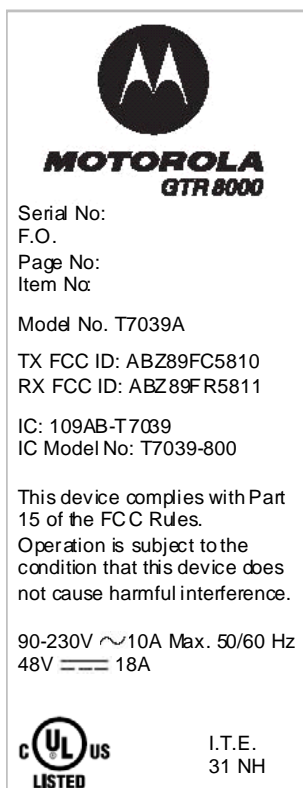 MOTOROLA
GTR 8000
Serial No:
F.O.
Page No:
Item No:
Model No. T7039A
TX FCC ID: ABZ89FC5810
RX FCC ID: ABZ89FR5811
IC: 109AB-T7039
IC Model No: T7039-800
This device complies with Part
15 of the FCC Rules.
Operation is subject to the
condition that this device does
not cause harmful interference.
90-230V ~ 10A Max. 50/60 Hz
48V ⎓ 18A
C UL US
LISTED
I.T.E.
31 NH